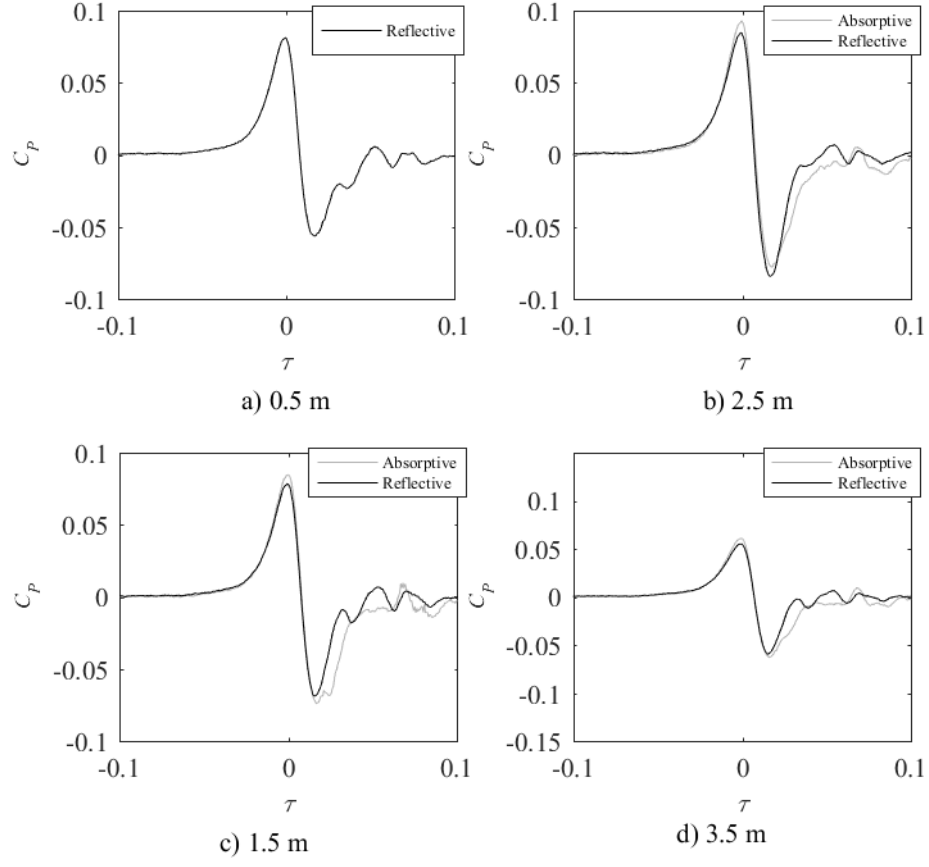 0.1
0.05
0
-0.05
-0.1
C_P
-0.1 0 0.1
τ
Reflective
a) 0.5 m
0.1
0.05
0
-0.05
-0.1
C_P
-0.1 0 0.1
τ
Absorptive
Reflective
b) 2.5 m
0.1
0.05
0
-0.05
-0.1
C_P
-0.1 0 0.1
τ
Absorptive
Reflective
c) 1.5 m
0.1
0.05
0
-0.05
-0.1
-0.15
C_P
-0.1 0 0.1
τ
Absorptive
Reflective
d) 3.5 m